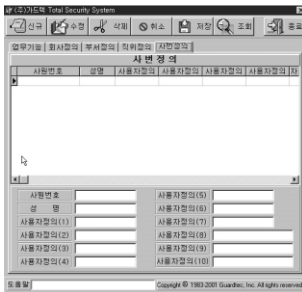 (주)가드텍 Total Security System
신규 수정 삭제 취소 저장 조회 종료
업무기능 회사정의 부서정의 직위정의 사번정의
사 번 정 의
사원번호 성명 사용자정의 사용자정의 사용자정의 사용자정의 자
사원번호 사용자정의(5)
성 명 사용자정의(6)
사용자정의(1) 사용자정의(7)
사용자정의(2) 사용자정의(8)
사용자정의(3) 사용자정의(9)
사용자정의(4) 사용자정의(10)
도움말 Copyright © 1983-2001 Guardtec, Inc. All rights reserved